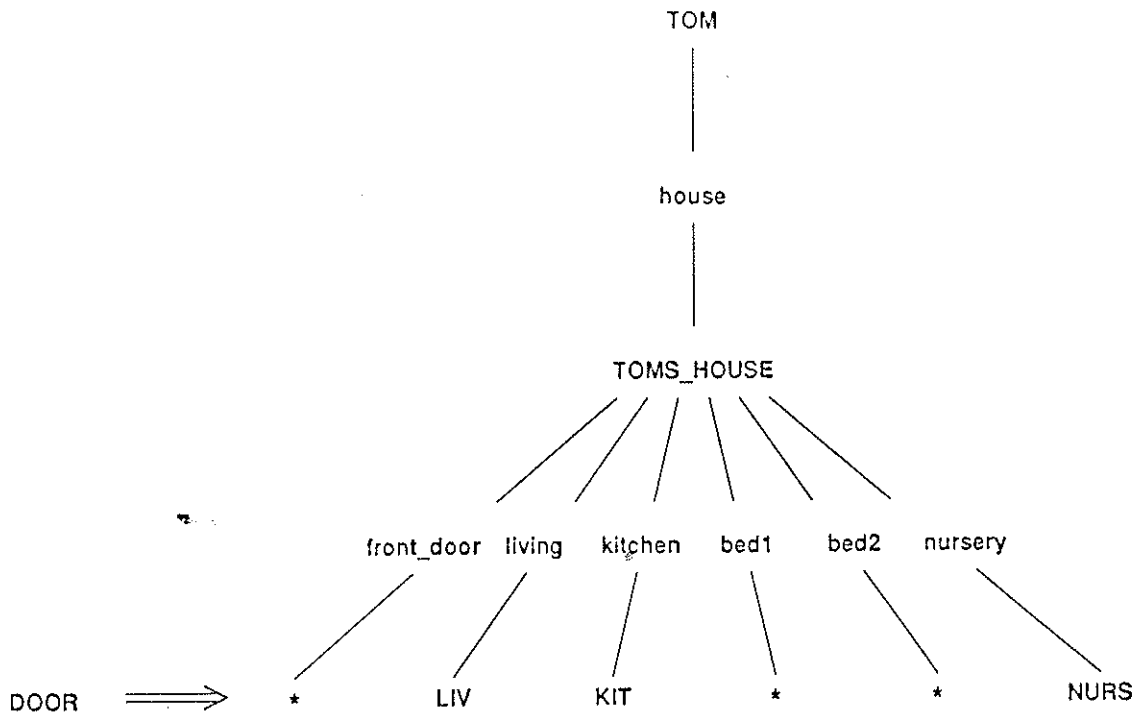 TOM
house
TOMS_HOUSE
front_door living kitchen bed1 bed2 nursery
DOOR * LIV KIT * * NURS